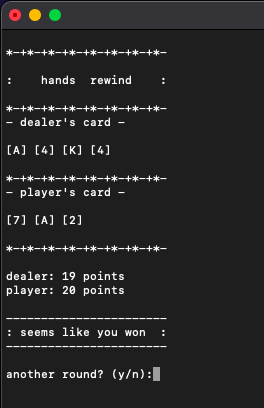 *-+*-+*-+*-+*-+*-+*-+*-
:    hands  rewind    :
*-+*-+*-+*-+*-+*-+*-+*-
- dealer's card -
[A] [4] [K] [4]
*-+*-+*-+*-+*-+*-+*-+*-
- player's card -
[7] [A] [2]
*-+*-+*-+*-+*-+*-+*-+*-
dealer: 19 points
player: 20 points
-----------------------
: seems like you won  :
-----------------------
another round? (y/n):